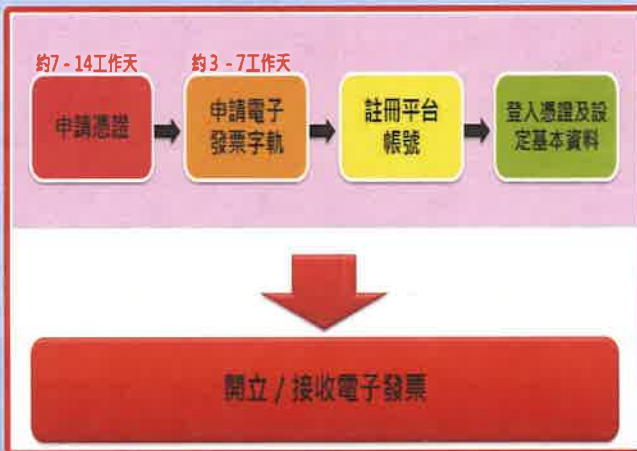 約7-14工作天
約3-7工作天
申請憑證
申請電子
發票字軌
註冊平台
帳號
登入憑證及設
定基本資料
開立/接收電子發票